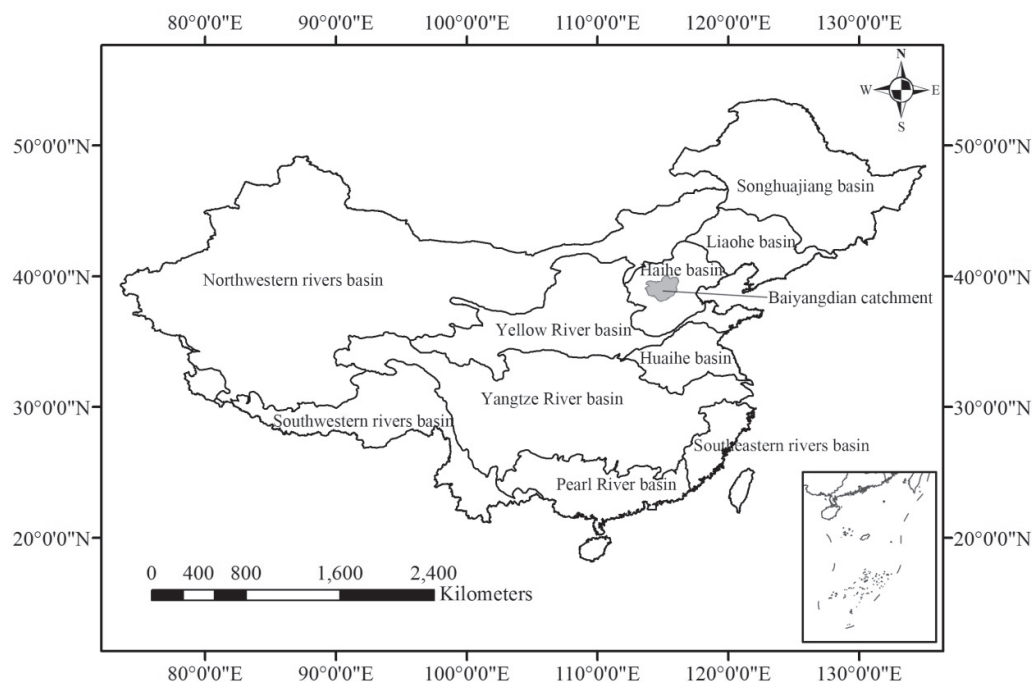 80°0'0"E 90°0'0"E 100°0'0"E 110°0'0"E 120°0'0"E 130°0'0"E
N
W E
S
50°0'0"N 50°0'0"N
Songhuajiang basin
Liaohe basin
Haihe basin
Northwestern rivers basin
40°0'0"N 40°0'0"N
Baiyangdian catchment
Yellow River basin
Huaihe basin
Yangtze River basin
30°0'0"N 30°0'0"N
Southwestern rivers basin
Southeastern rivers basin
Pearl River basin
20°0'0"N 20°0'0"N
0 400 800 1,600 2,400
Kilometers
80°0'0"E 90°0'0"E 100°0'0"E 110°0'0"E 120°0'0"E 130°0'0"E